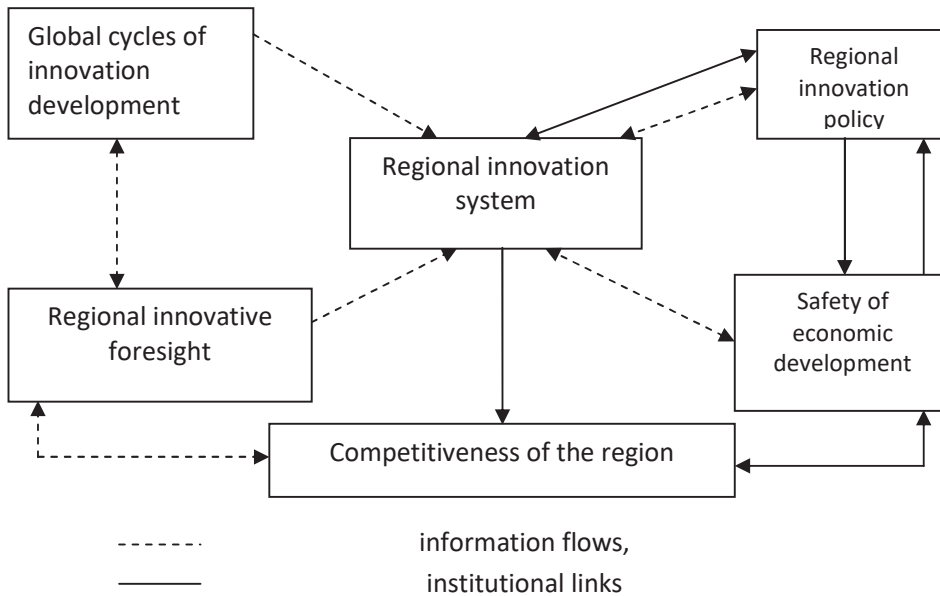 Global cycles of
innovation
development
Regional
innovation
policy
Regional innovation
system
Regional innovative
foresight
Safety of
economic
development
Competitiveness of the region
information flows,
institutional links